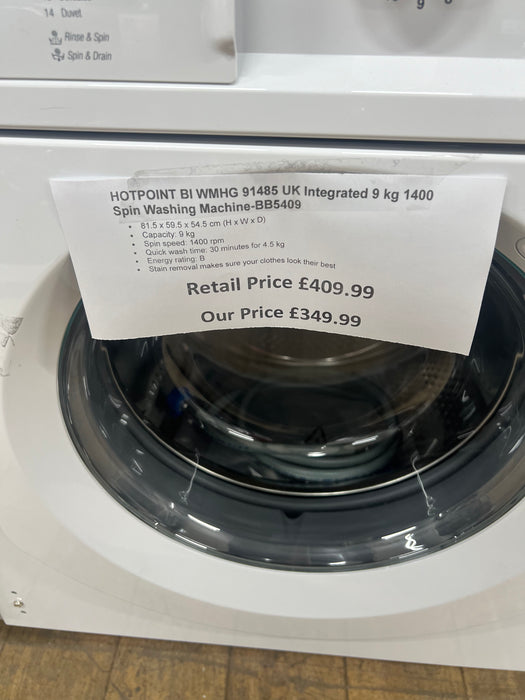 14 Duvet
Rinse & Spin
Spin & Drain
HOTPOINT BI WMHG 91485 UK Integrated 9 kg 1400
Spin Washing Machine-BB5409
• 81.5 x 59.5 x 54.5 cm (H x W x D)
• Capacity: 9 kg
• Spin speed: 1400 rpm
• Quick wash time: 30 minutes for 4.5 kg
• Energy rating: B
• Stain removal makes sure your clothes look their best
Retail Price £409.99
Our Price £349.99